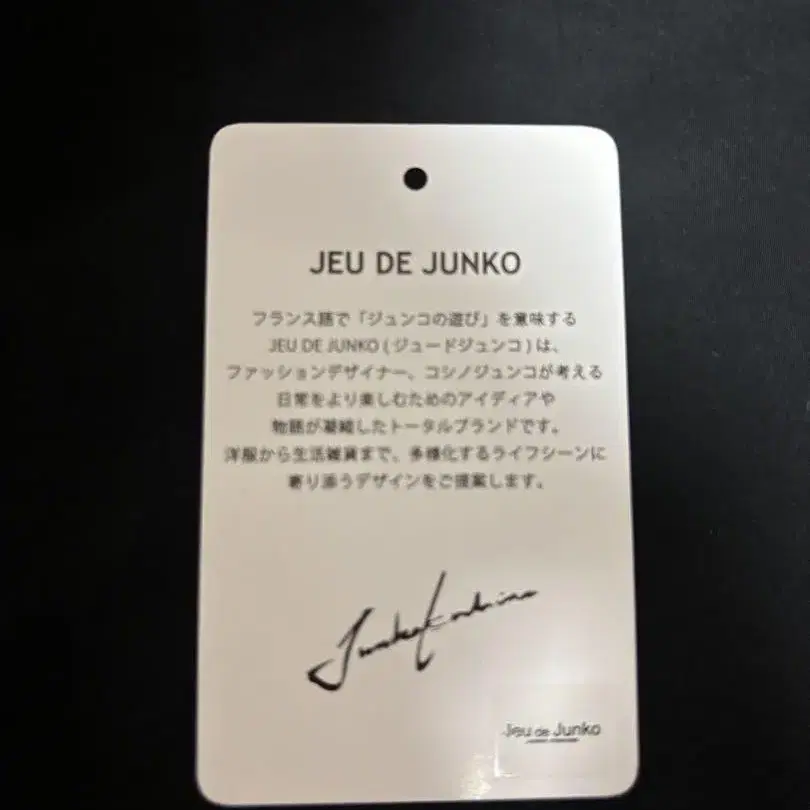 JEU DE JUNKO
フランス語で「ジュンコの遊び」を意味する
JEU DE JUNKO(ジュードジュンコ)は、
ファッションデザイナー、コシノジュンコが考える
日常をより楽しむためのアイディアや
物語が凝縮したトータルブランドです。
洋服から生活雑貨まで、多様化するライフシーンに
寄り添うデザインをご提案します。
Junko Koshino
Jeu de Junko